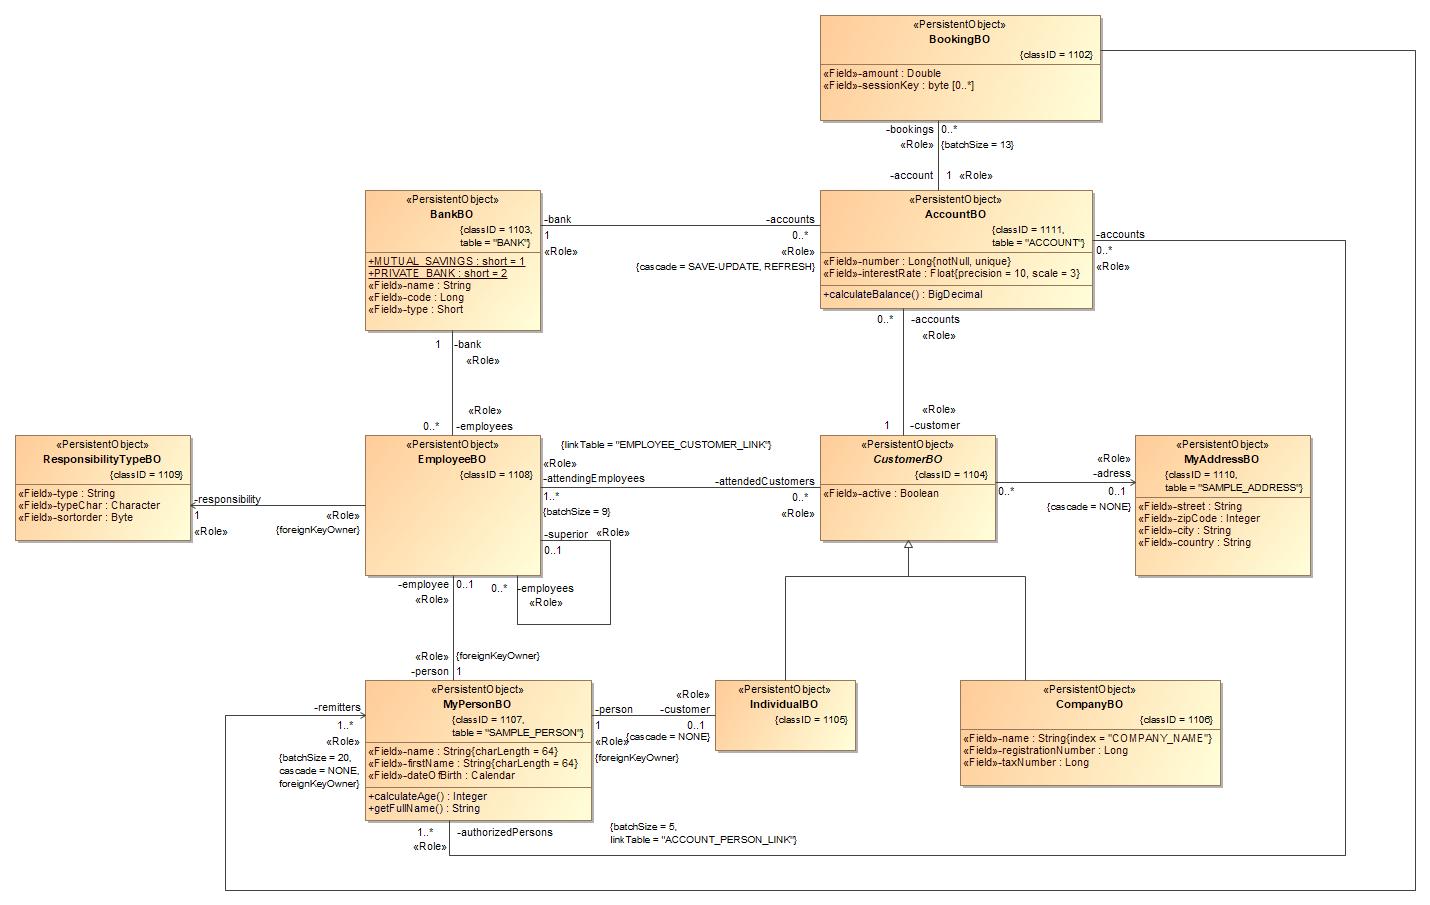 «PersistentObject»
BookingBO
{classID = 1102}
«Field»-amount : Double
«Field»-sessionKey : byte [0..*]
-bookings
0..*
«Role»
{batchSize = 13}
-account
1
«Role»
«PersistentObject»
BankBO
{classID = 1103,
table = "BANK"}
+MUTUAL_SAVINGS : short = 1
+PRIVATE_BANK : short = 2
«Field»-name : String
«Field»-code : Long
«Field»-type : Short
-bank
1
«Role»
-accounts
0..*
«Role»
{cascade = SAVE-UPDATE, REFRESH}
«PersistentObject»
AccountBO
{classID = 1111,
table = "ACCOUNT"}
«Field»-number : Long{notNull, unique}
«Field»-interestRate : Float{precision = 10, scale = 3}
+calculateBalance() : BigDecimal
-accounts
0..*
«Role»
1
-bank
«Role»
0..*
-accounts
«Role»
«Role»
0..*
-employees
«Role»
1
-customer
«PersistentObject»
ResponsibilityTypeBO
{classID = 1109}
«Field»-type : String
«Field»-typeChar : Character
«Field»-sortorder : Byte
-responsibility
1
«Role»
«Role»
{foreignKeyOwner}
«PersistentObject»
EmployeeBO
{classID = 1108}
{linkTable = "EMPLOYEE_CUSTOMER_LINK"}
«Role»
-attendingEmployees
1..*
{batchSize = 9}
-attendedCustomers
0..*
«Role»
-superior
«Role»
0..1
0..*
-employees
«Role»
«PersistentObject»
CustomerBO
{classID = 1104}
«Field»-active : Boolean
0..*
«Role»
-adress
0..1
{cascade = NONE}
«PersistentObject»
MyAddressBO
{classID = 1110,
table = "SAMPLE_ADDRESS"}
«Field»-street : String
«Field»-zipCode : Integer
«Field»-city : String
«Field»-country : String
-employee
0..1
«Role»
«Role»
{foreignKeyOwner}
-person
1
-remitters
1..*
«Role»
{batchSize = 20,
cascade = NONE,
foreignKeyOwner}
«PersistentObject»
MyPersonBO
{classID = 1107,
table = "SAMPLE_PERSON"}
«Field»-name : String{charLength = 64}
«Field»-firstName : String{charLength = 64}
«Field»-dateOfBirth : Calendar
+calculateAge() : Integer
+getFullName() : String
-person
1
«Role»
{foreignKeyOwner}
«Role»
-customer
0..1
{cascade = NONE}
«PersistentObject»
IndividualBO
{classID = 1105}
«PersistentObject»
CompanyBO
{classID = 1106}
«Field»-name : String{index = "COMPANY_NAME"}
«Field»-registrationNumber : Long
«Field»-taxNumber : Long
1..*
-authorizedPersons
«Role»
{batchSize = 5,
linkTable = "ACCOUNT_PERSON_LINK"}